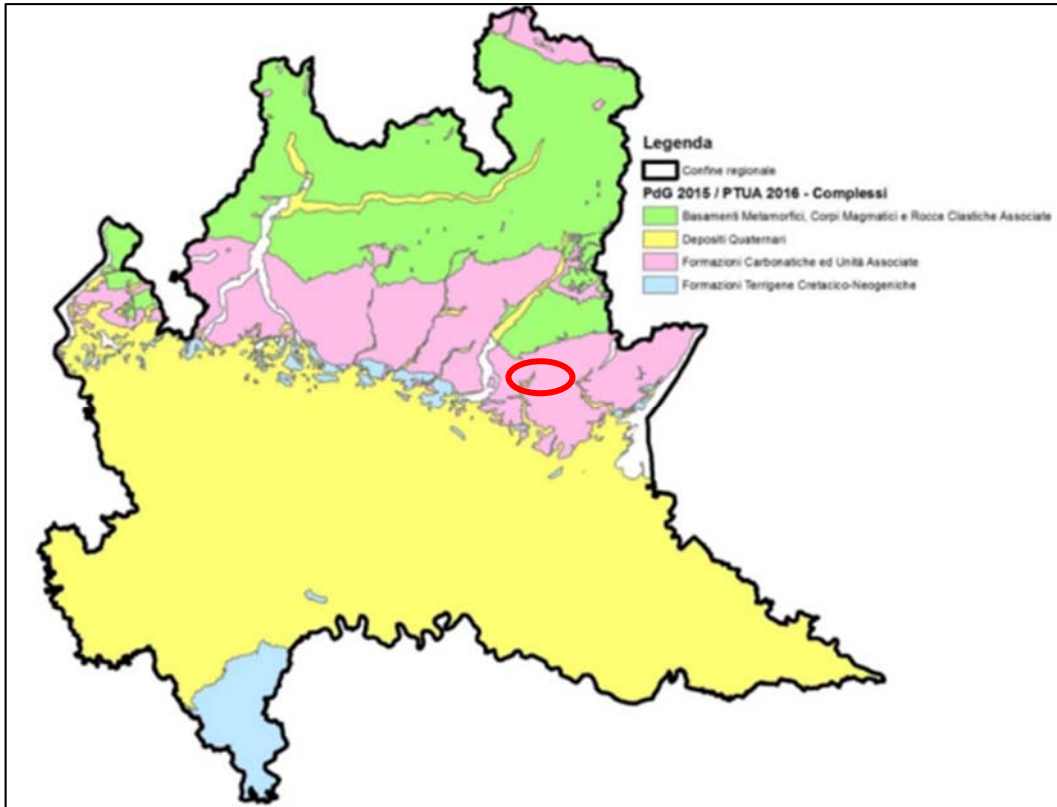 Legenda
Confine regionale
PdG 2015 / PTUA 2016 - Complessi
Basamenti Metamorfici, Corpi Magmatici e Rocce Clastiche Associate
Depositi Quaternari
Formazioni Carbonatiche ed Unità Associate
Formazioni Terrigene Cretacico-Neogeniche